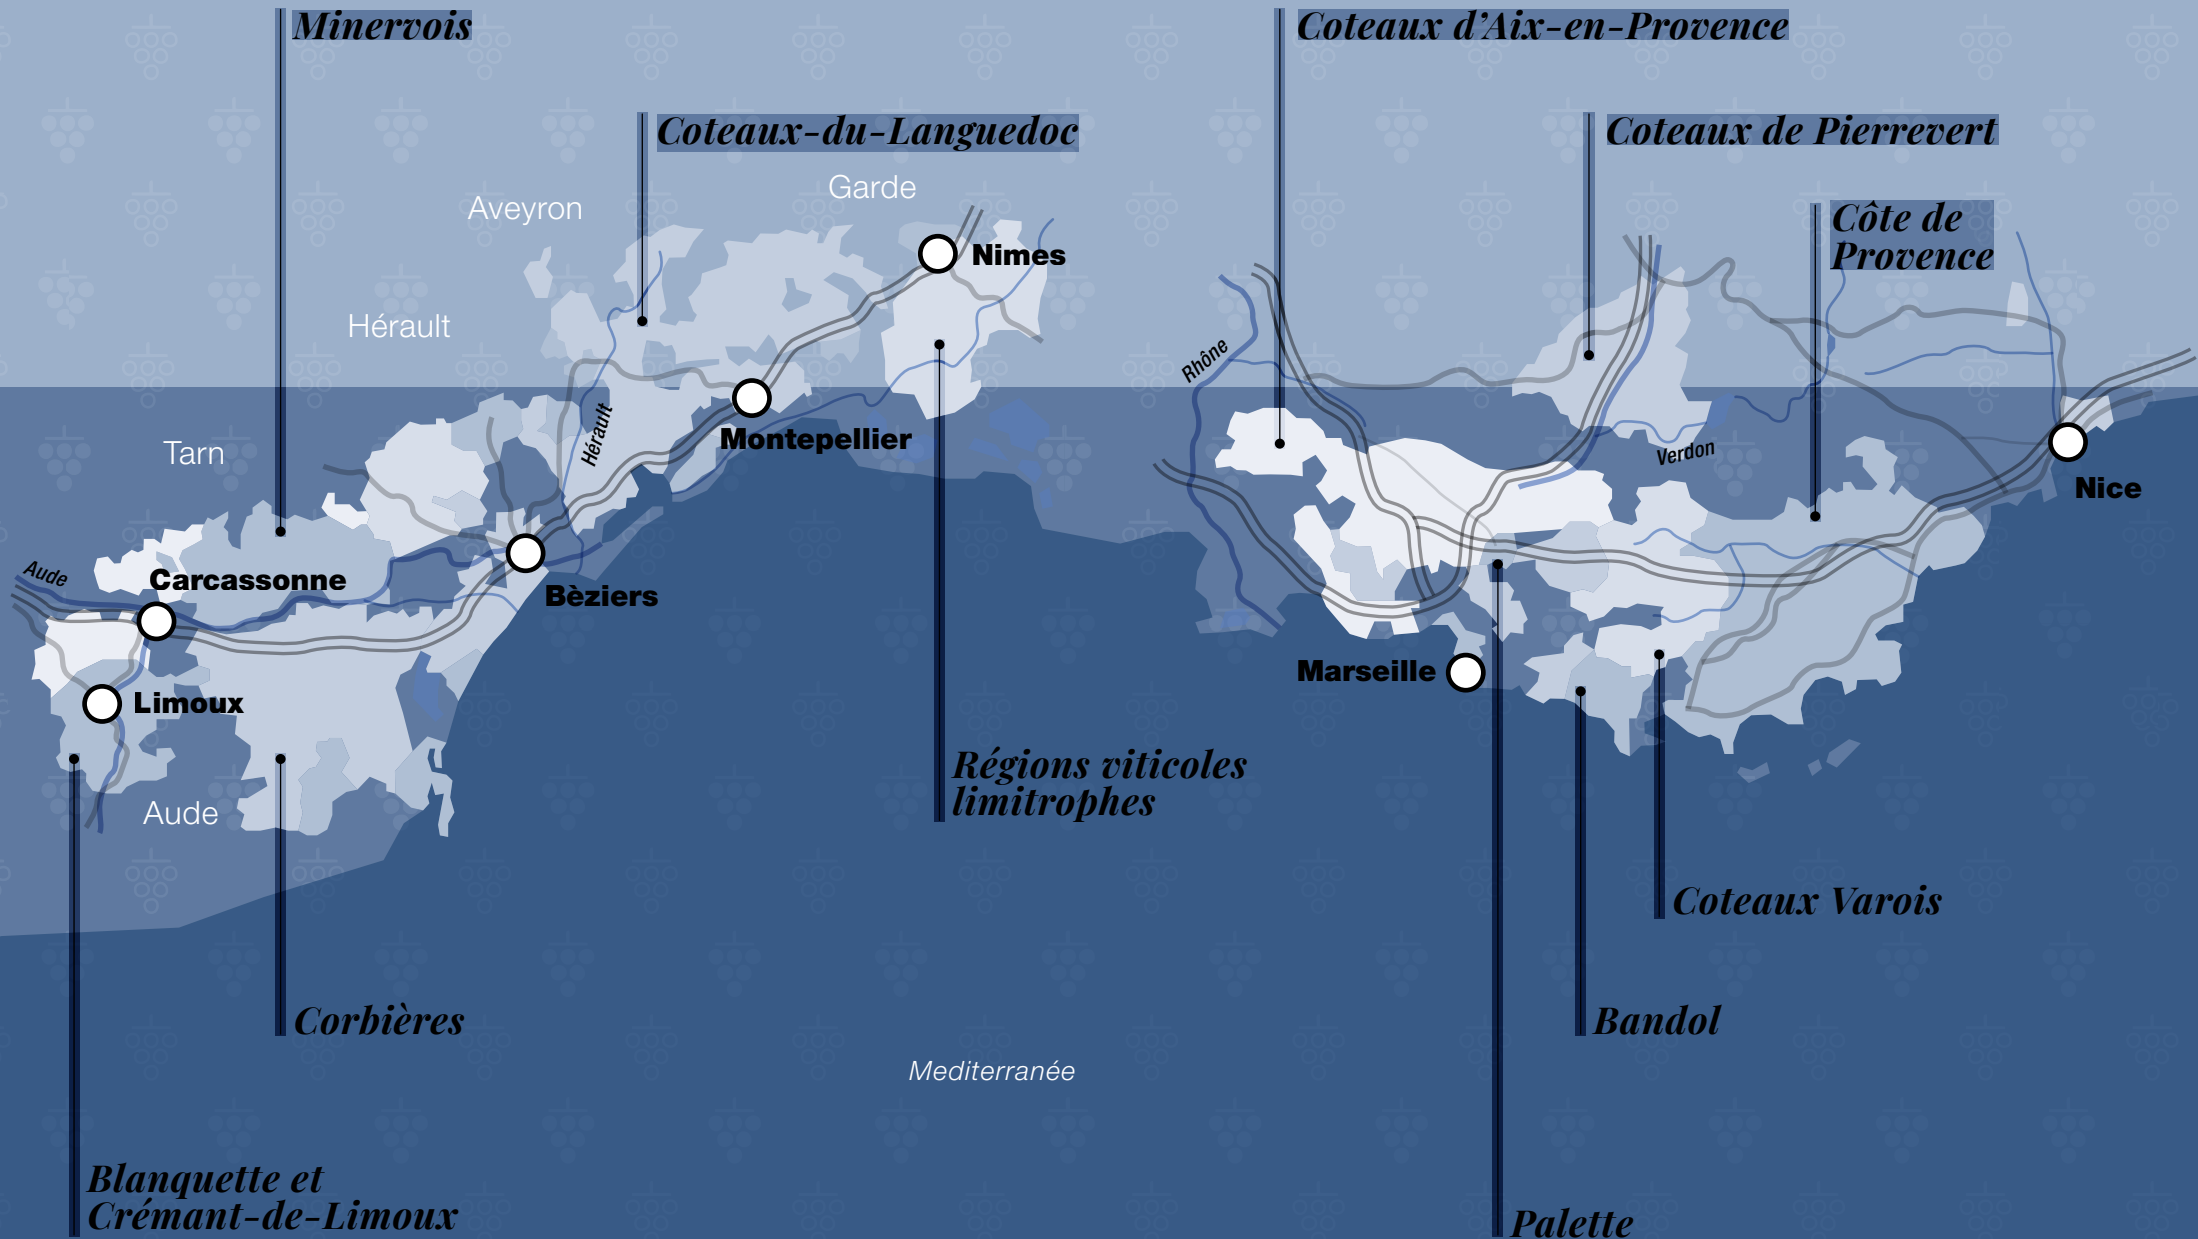 Minervois
Coteaux d'Aix-en-Provence
Coteaux-du-Languedoc
Coteaux de Pierrevert
Garde
Aveyron
Côte de
Provence
Nimes
Hérault
Rhône
Hérault
Montepellier
Tarn
Verdon
Nice
Aude
Carcassonne
Bèziers
Marseille
Limoux
Régions viticoles
limitrophes
Aude
Coteaux Varois
Corbières
Bandol
Mediterranée
Blanquette et
Crémant-de-Limoux
Palette